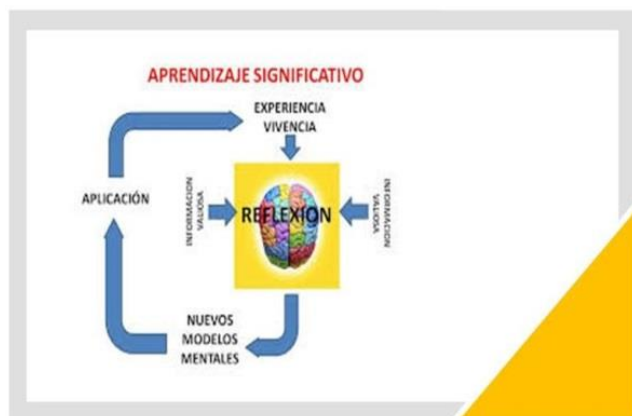 APRENDIZAJE SIGNIFICATIVO
EXPERIENCIA
VIVENCIA
APLICACIÓN
INFORMACION
VALIOSA
REFLEXION
INFORMACION
VALIOSA
NUEVOS
MODELOS
MENTALES